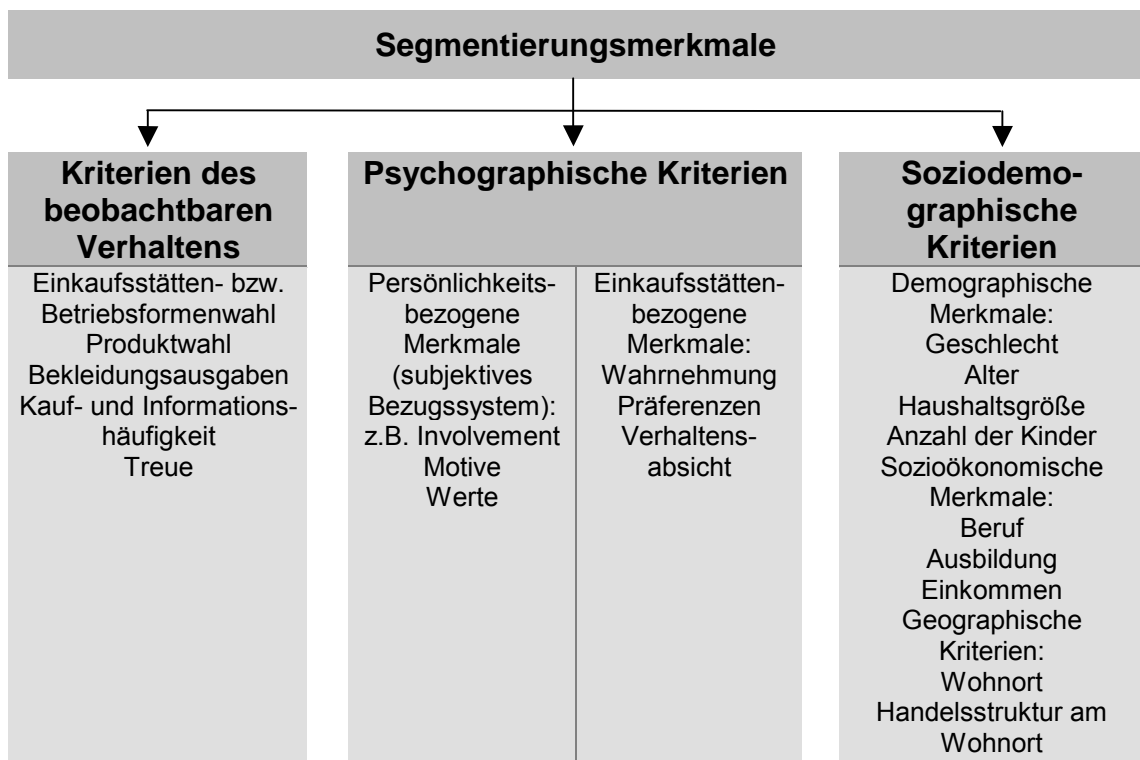 Segmentierungsmerkmale
Kriterien des
beobachtbaren
Verhaltens
Einkaufsstätten- bzw.
Betriebsformenwahl
Produktwahl
Bekleidungsausgaben
Kauf- und Informations-
häufigkeit
Treue
Psychographische Kriterien
Persönlichkeits-
bezogene
Merkmale
(subjektives
Bezugssystem):
z.B. Involvement
Motive
Werte
Einkaufsstätten-
bezogene
Merkmale:
Wahrnehmung
Präferenzen
Verhaltens-
absicht
Soziodemo-
graphische
Kriterien
Demographische
Merkmale:
Geschlecht
Alter
Haushaltsgröße
Anzahl der Kinder
Sozioökonomische
Merkmale:
Beruf
Ausbildung
Einkommen
Geographische
Kriterien:
Wohnort
Handelsstruktur am
Wohnort